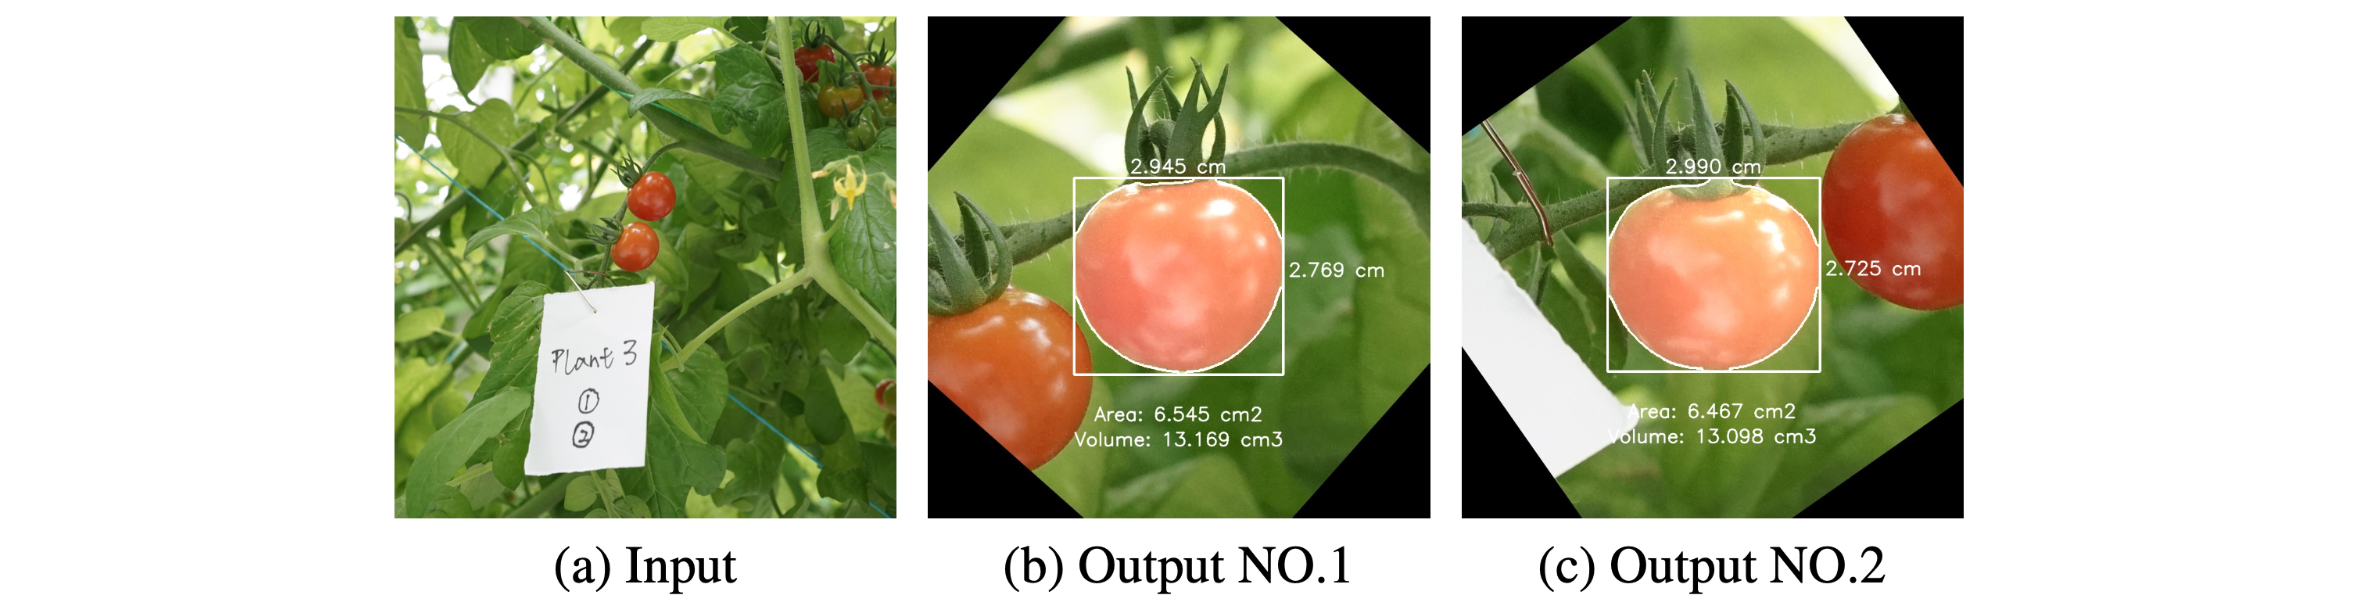 Plant 3
①
②
2.945 cm
2.769 cm
Area: 6.545 cm2
Volume: 13.169 cm3
2.990 cm
2.725 cm
Area: 6.467 cm2
Volume: 13.098 cm3
(a) Input
(b) Output NO.1
(c) Output NO.2